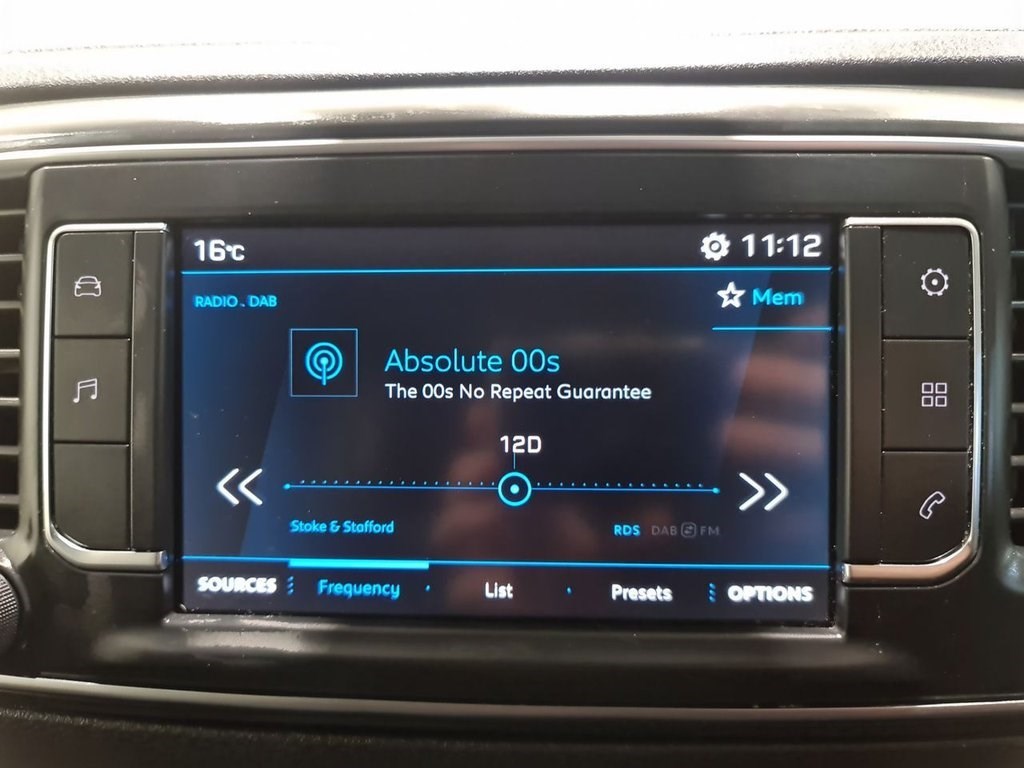 16°C 11:12
RADIO . DAB Mem
Absolute 00s
The 00s No Repeat Guarantee
12D
Stoke & Stafford RDS DAB FM
SOURCES Frequency List Presets OPTIONS